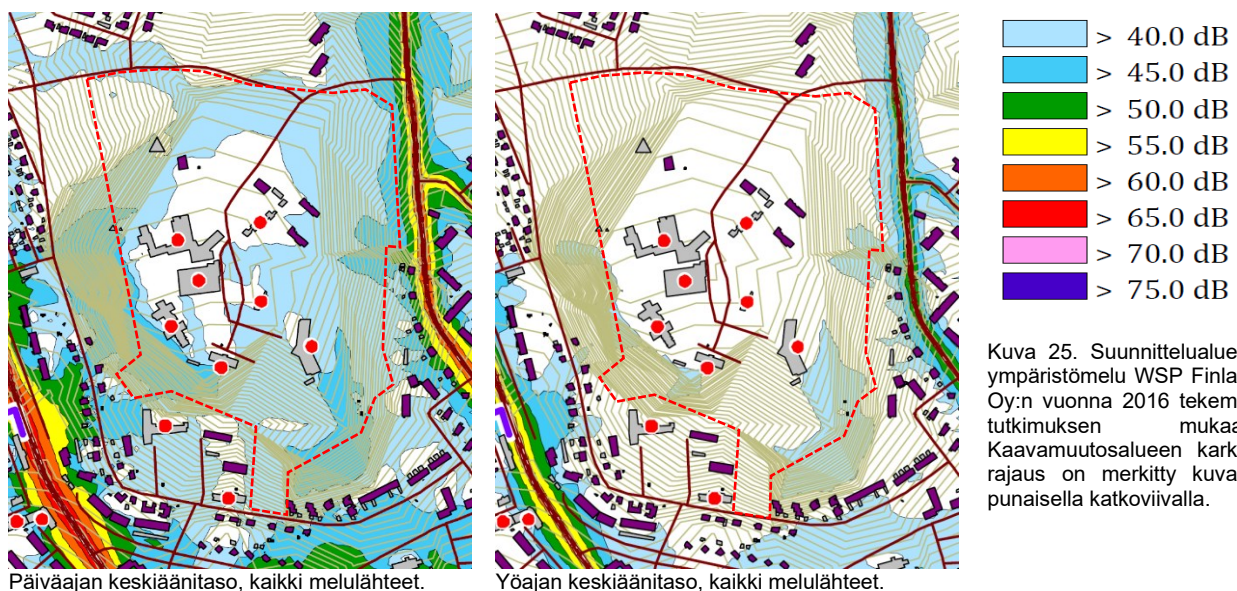 > 40.0 dB
> 45.0 dB
> 50.0 dB
> 55.0 dB
> 60.0 dB
> 65.0 dB
> 70.0 dB
> 75.0 dB
Kuva 25. Suunnittelualue
ympäristömelu WSP Finla
Oy:n vuonna 2016 tekem
tutkimuksen mukaa
Kaavamuutosalueen kark
rajaus on merkitty kuva
punaisella katkoviivalla.
Päiväajan keskiäänitaso, kaikki melulähteet.
Yöajan keskiäänitaso, kaikki melulähteet.